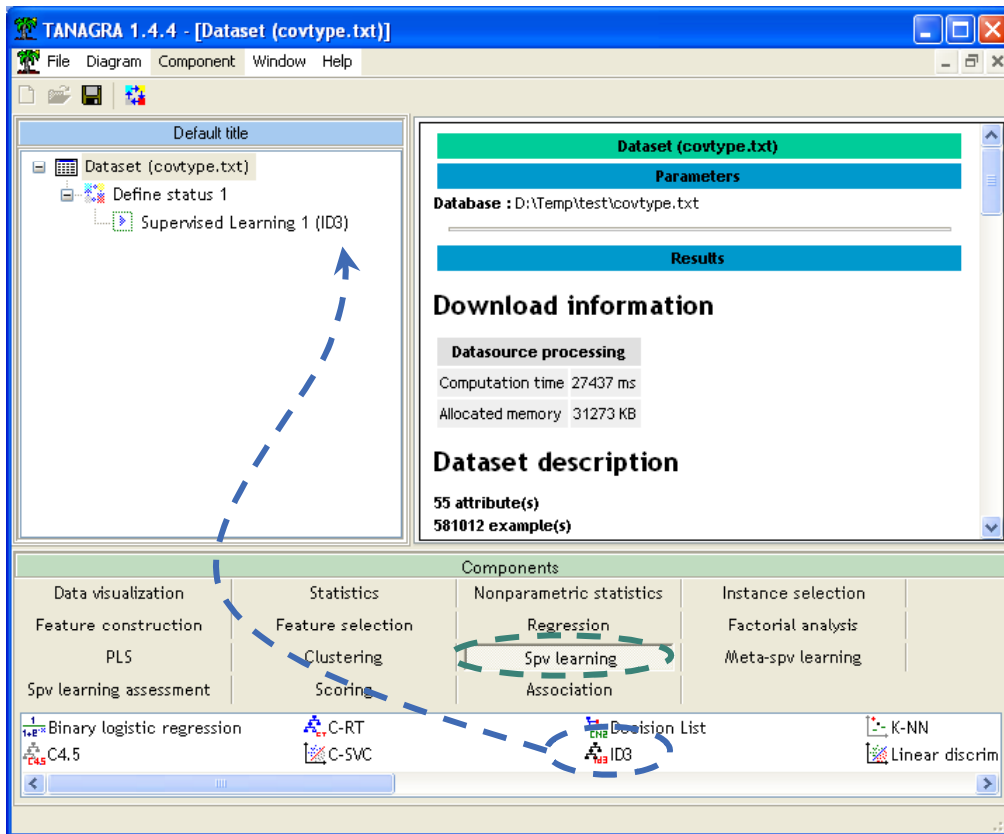 TANAGRA 1.4.4 - [Dataset (covtype.txt)]
File Diagram Component Window Help
Default title
Dataset (covtype.txt)
Define status 1
Supervised Learning 1 (ID3)
Dataset (covtype.txt)
Parameters
Database : D:\Temp\test\covtype.txt
Results
Download information
Datasource processing
Computation time 27437 ms
Allocated memory 31273 KB
Dataset description
55 attribute(s)
581012 example(s)
Components
Data visualization Statistics Nonparametric statistics Instance selection
Feature construction Feature selection Regression Factorial analysis
PLS Clustering Spv learning Meta-spv learning
Spv learning assessment Scoring Association
Binary logistic regression C-RT Decision List K-NN
C4.5 C-SVC ID3 Linear discrim